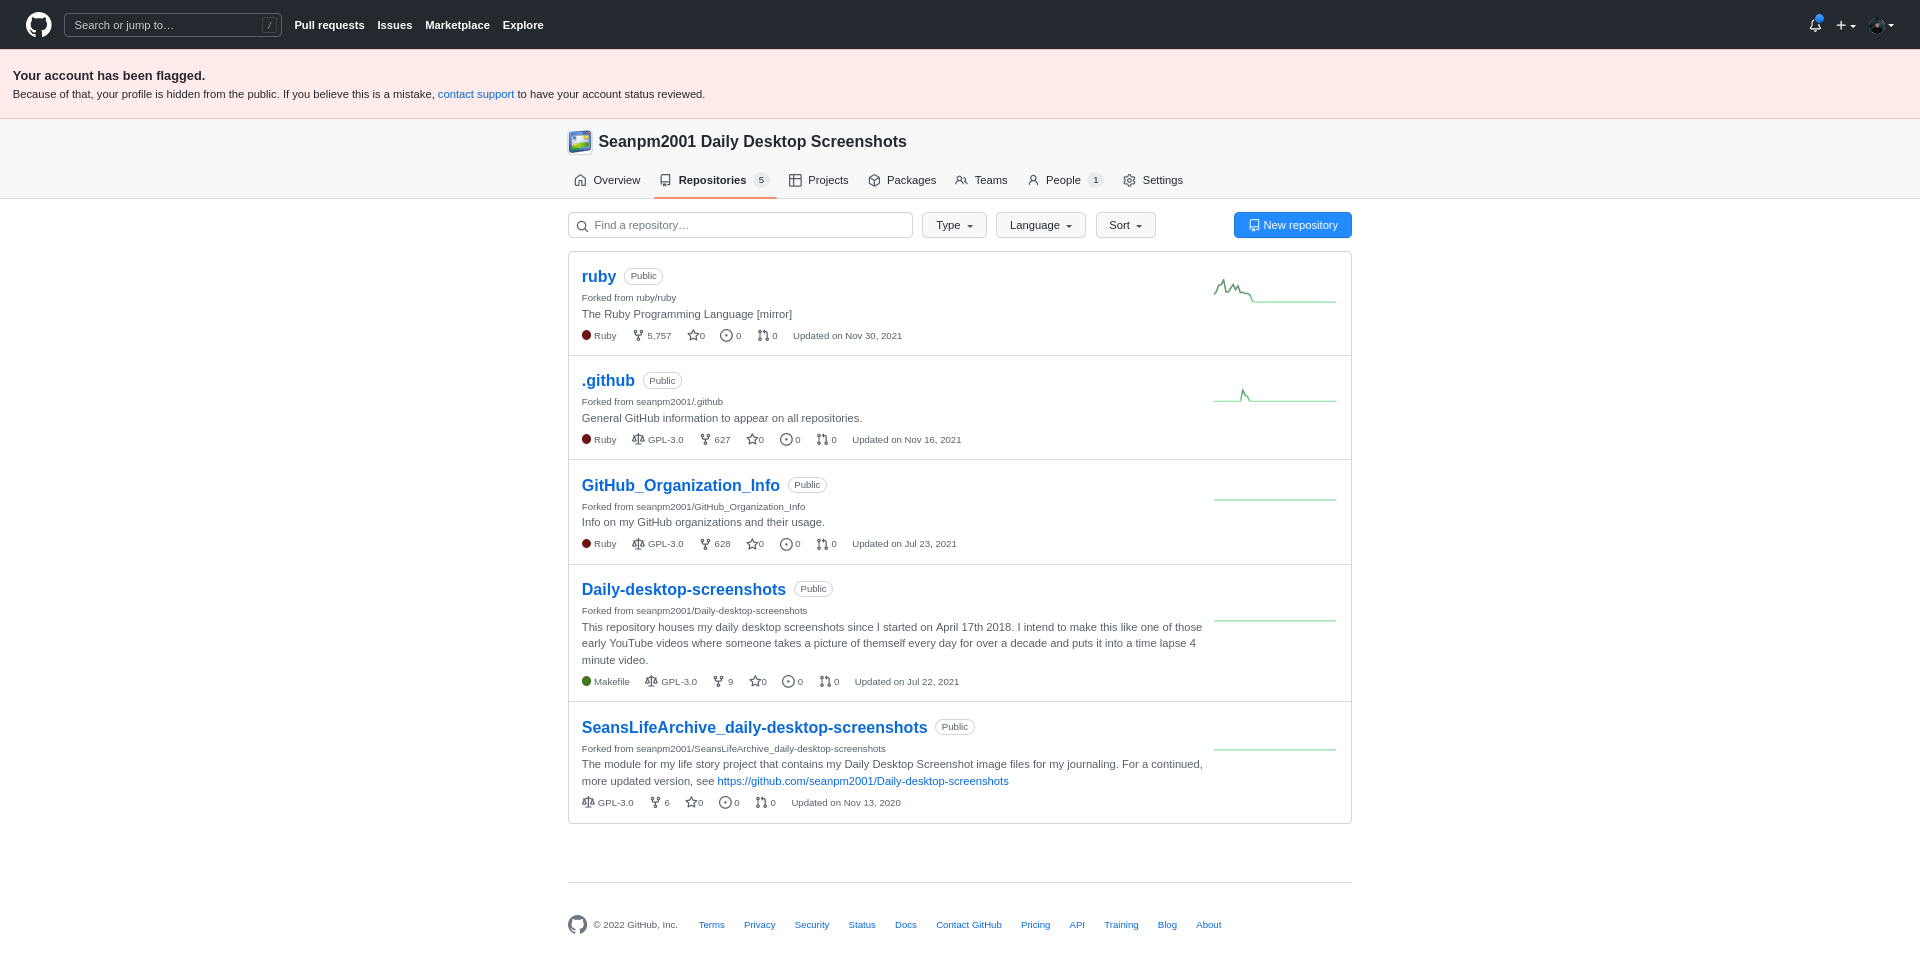 Search or jump to…
/
Pull requests Issues Marketplace Explore
Your account has been flagged.
Because of that, your profile is hidden from the public. If you believe this is a mistake, contact support to have your account status reviewed.
Seanpm2001 Daily Desktop Screenshots
Overview Repositories 5 Projects Packages Teams People 1 Settings
Find a repository… Type Language Sort New repository
ruby Public
Forked from ruby/ruby
The Ruby Programming Language [mirror]
Ruby 5,757 0 0 0 Updated on Nov 30, 2021
.github Public
Forked from seanpm2001/.github
General GitHub information to appear on all repositories.
Ruby GPL-3.0 627 0 0 0 Updated on Nov 16, 2021
GitHub_Organization_Info Public
Forked from seanpm2001/GitHub_Organization_Info
Info on my GitHub organizations and their usage.
Ruby GPL-3.0 628 0 0 0 Updated on Jul 23, 2021
Daily-desktop-screenshots Public
Forked from seanpm2001/Daily-desktop-screenshots
This repository houses my daily desktop screenshots since I started on April 17th 2018. I intend to make this like one of those
early YouTube videos where someone takes a picture of themself every day for over a decade and puts it into a time lapse 4
minute video.
Makefile GPL-3.0 9 0 0 0 Updated on Jul 22, 2021
SeansLifeArchive_daily-desktop-screenshots Public
Forked from seanpm2001/SeansLifeArchive_daily-desktop-screenshots
The module for my life story project that contains my Daily Desktop Screenshot image files for my journaling. For a continued,
more updated version, see https://github.com/seanpm2001/Daily-desktop-screenshots
GPL-3.0 6 0 0 0 Updated on Nov 13, 2020
© 2022 GitHub, Inc. Terms Privacy Security Status Docs Contact GitHub Pricing API Training Blog About